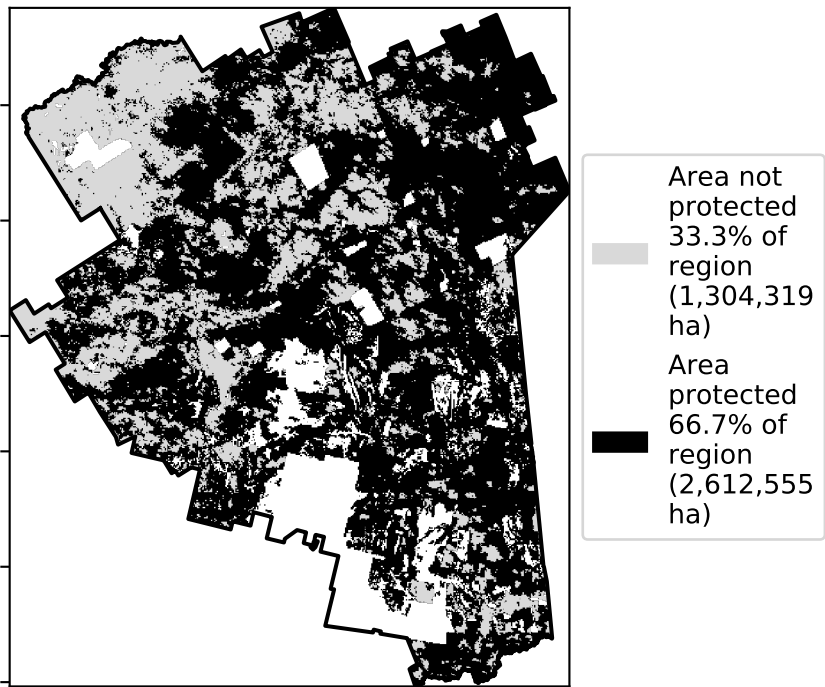 Area not
protected
33.3% of
region
(1,304,319
ha)
Area
protected
66.7% of
region
(2,612,555
ha)